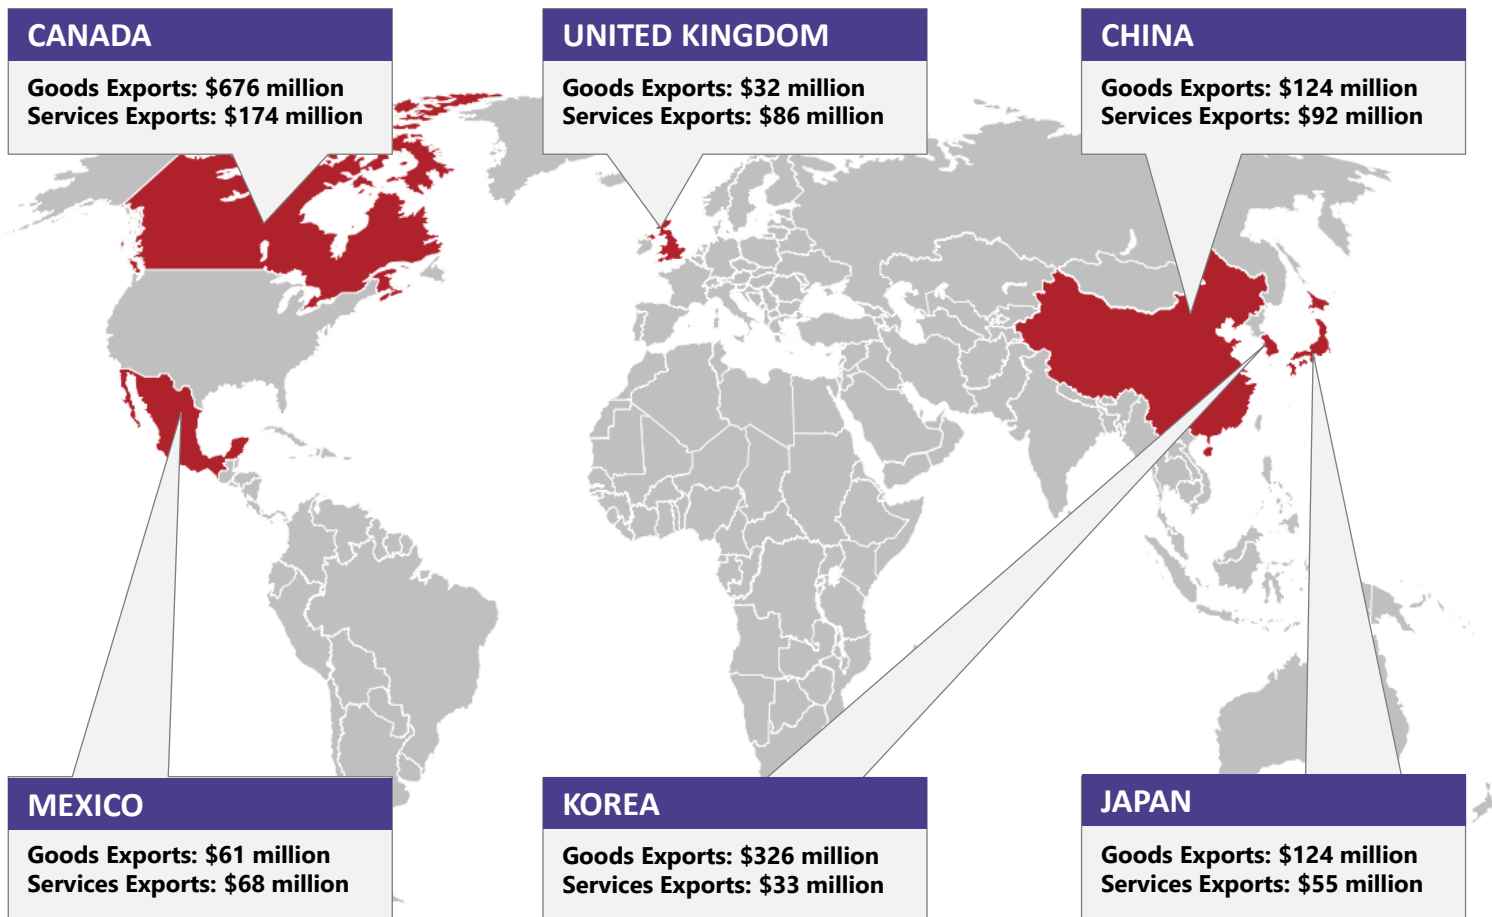 CANADA
Goods Exports: $676 million
Services Exports: $174 million
UNITED KINGDOM
Goods Exports: $32 million
Services Exports: $86 million
CHINA
Goods Exports: $124 million
Services Exports: $92 million
MEXICO
Goods Exports: $61 million
Services Exports: $68 million
KOREA
Goods Exports: $326 million
Services Exports: $33 million
JAPAN
Goods Exports: $124 million
Services Exports: $55 million